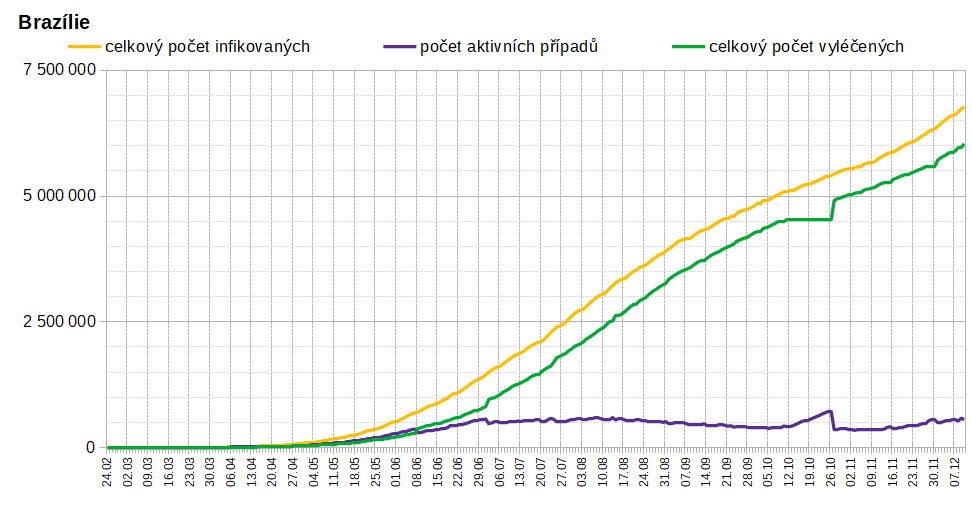 Brazílie
celkový počet infikovaných počet aktivních případů celkový počet vyléčených
7 500 000
5 000 000
2 500 000
0
24.02 02.03 09.03 16.03 23.03 30.03 06.04 13.04 20.04 27.04 04.05 11.05 18.05 25.05 01.06 08.06 15.06 22.06 29.06 06.07 13.07 20.07 27.07 03.08 10.08 17.08 24.08 31.08 07.09 14.09 21.09 28.09 05.10 12.10 19.10 26.10 02.11 09.11 16.11 23.11 30.11 07.12